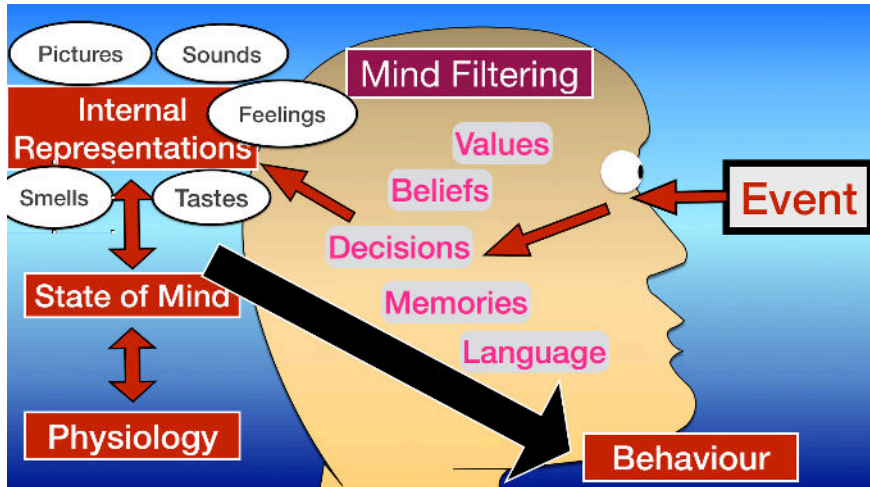 Pictures
Sounds
Mind Filtering
Internal
Representations
Feelings
Values
Beliefs
Smells
Tastes
Event
Decisions
State of Mind
Memories
Language
Physiology
Behaviour